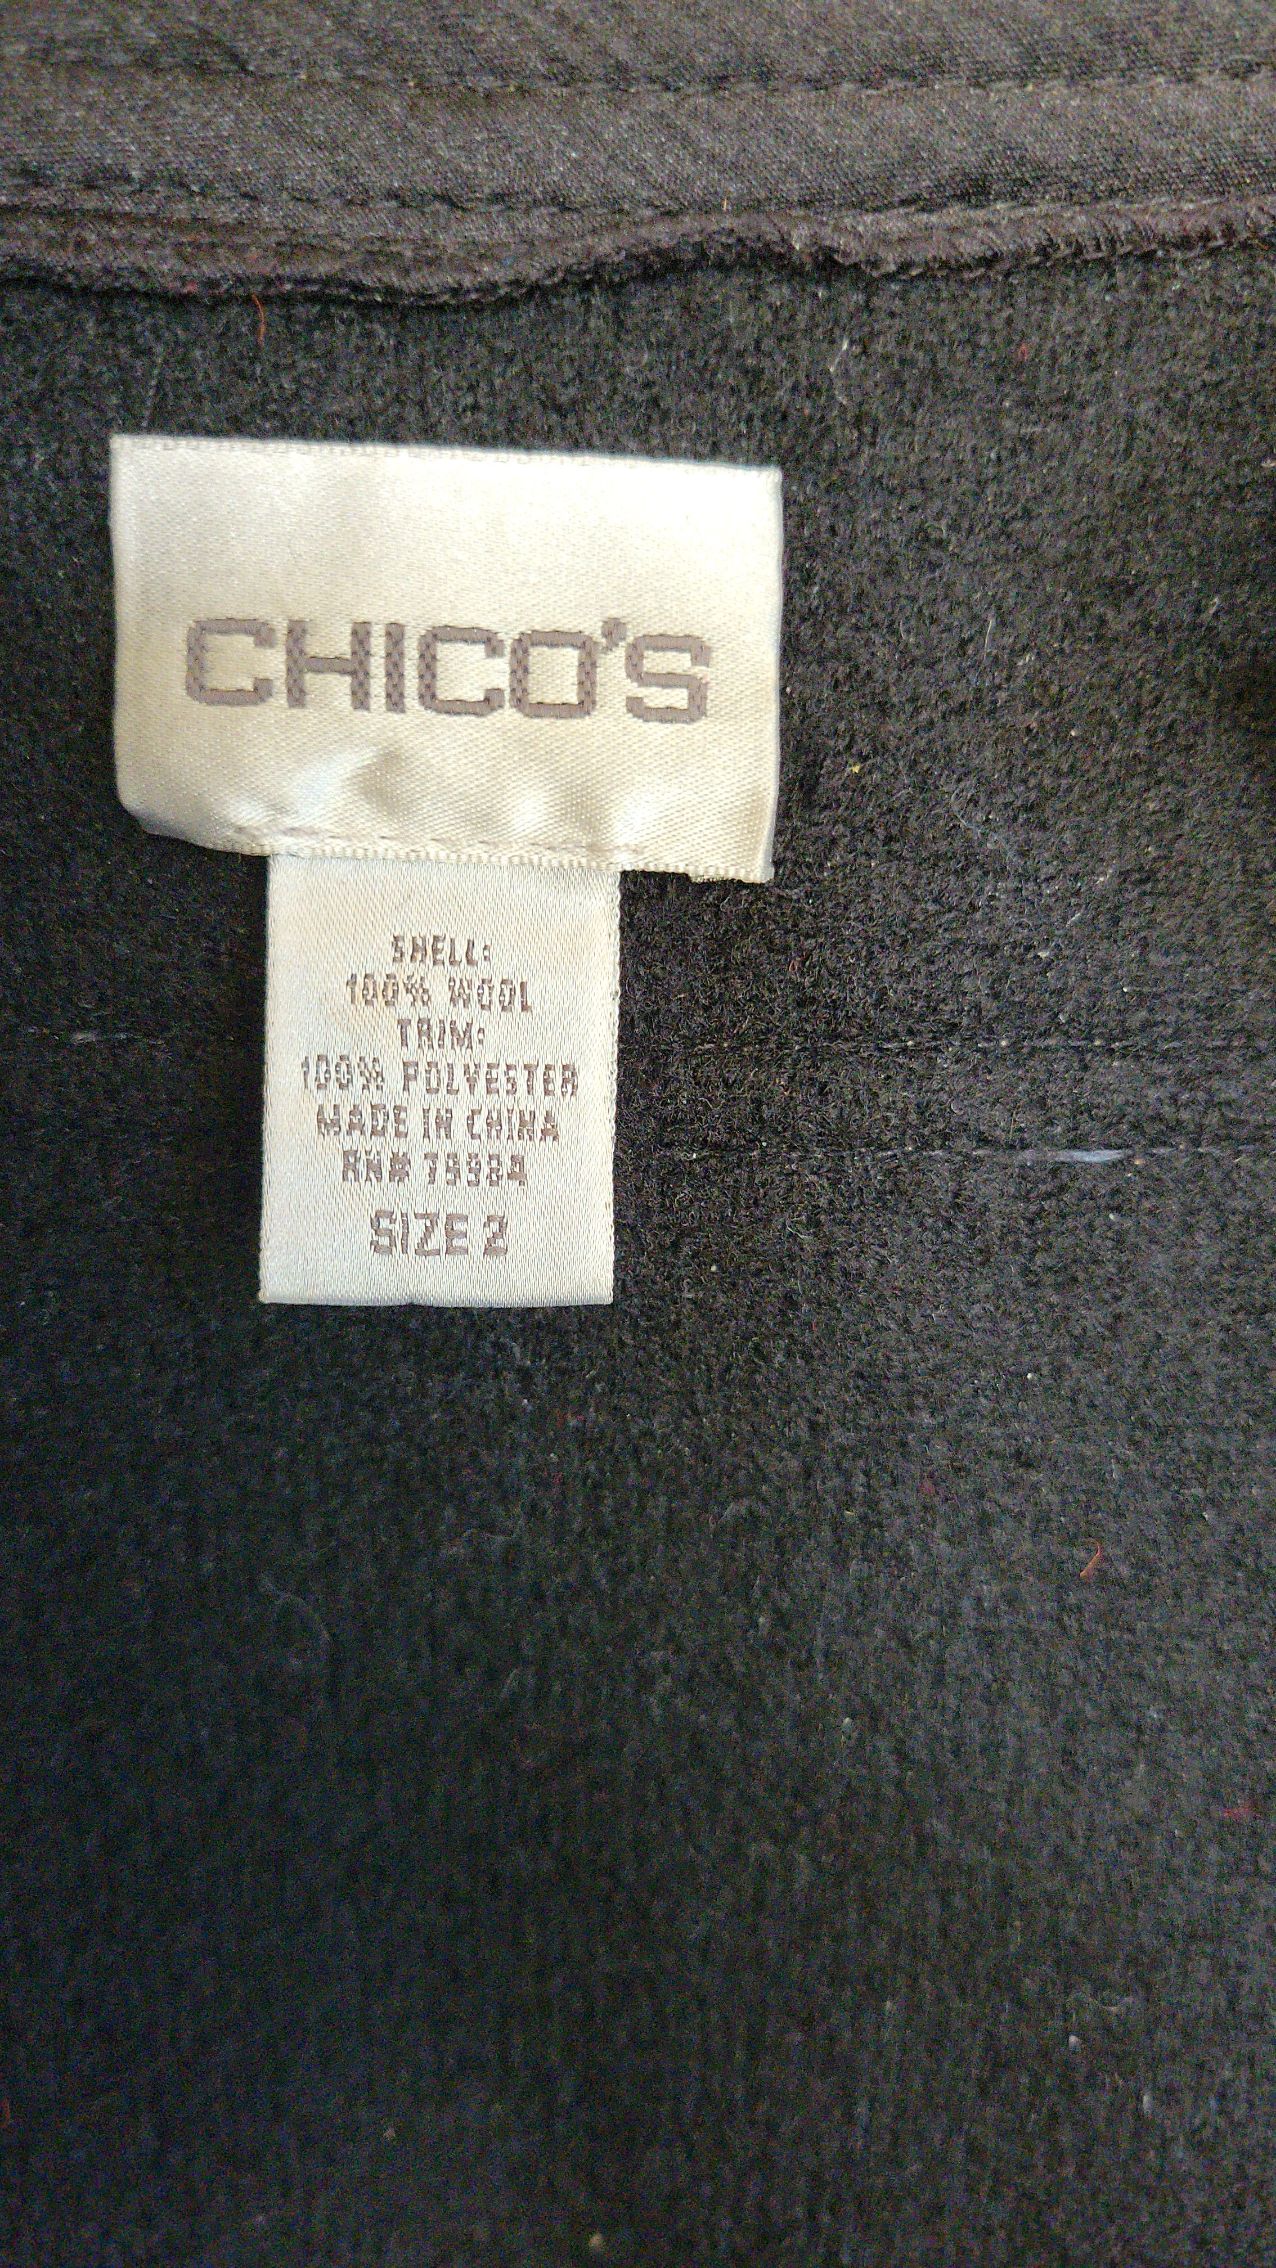 CHICO'S
SHELL:
100% WOOL
TRIM:
100% POLYESTER
MADE IN CHINA
RN# 79984
SIZE 2